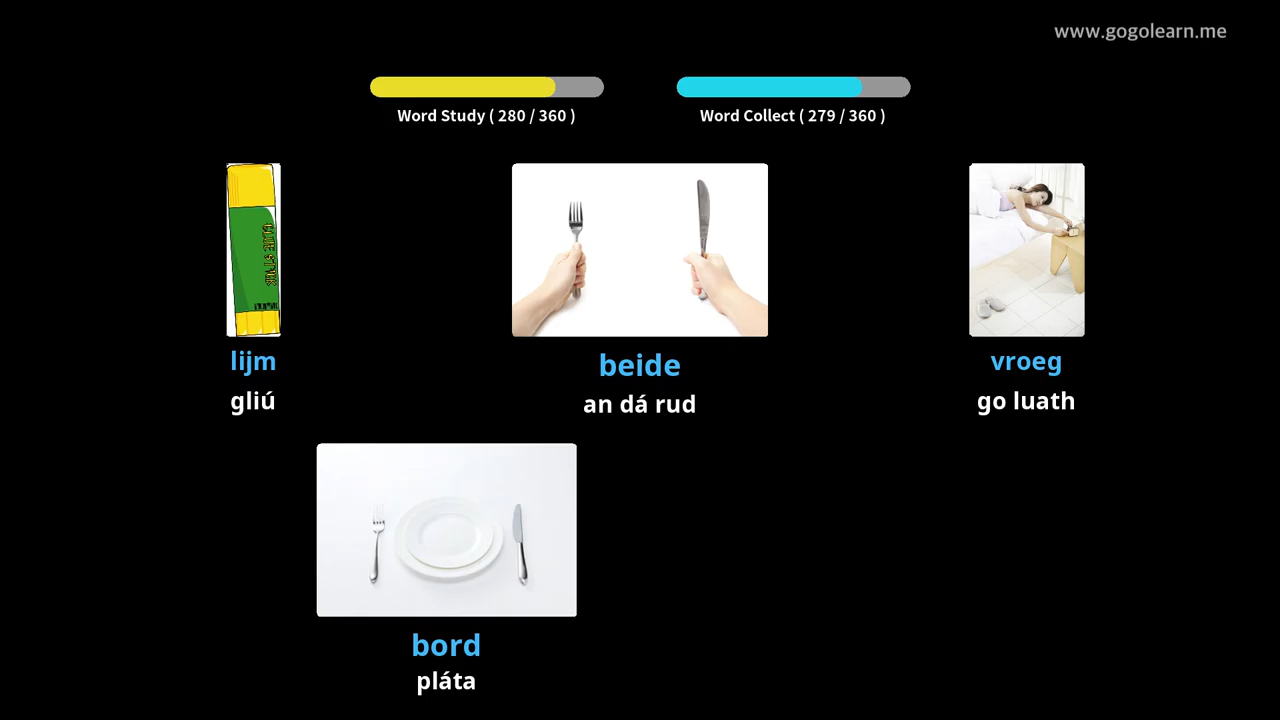 www.gogolearn.me
Word Study ( 280 / 360 )
Word Collect ( 279 / 360 )
lijm
beide
vroeg
gliú
an dá rud
go luath
bord
pláta